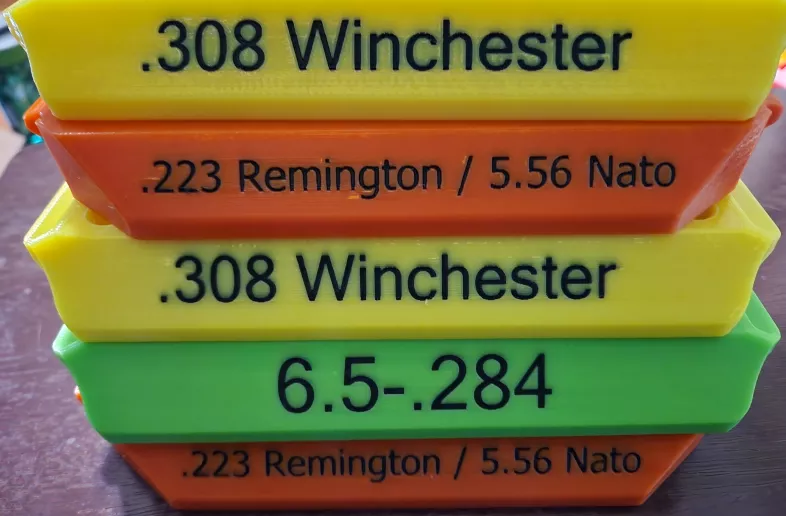 .308 Winchester
.223 Remington / 5.56 Nato
.308 Winchester
6.5-.284
.223 Remington / 5.56 Nato